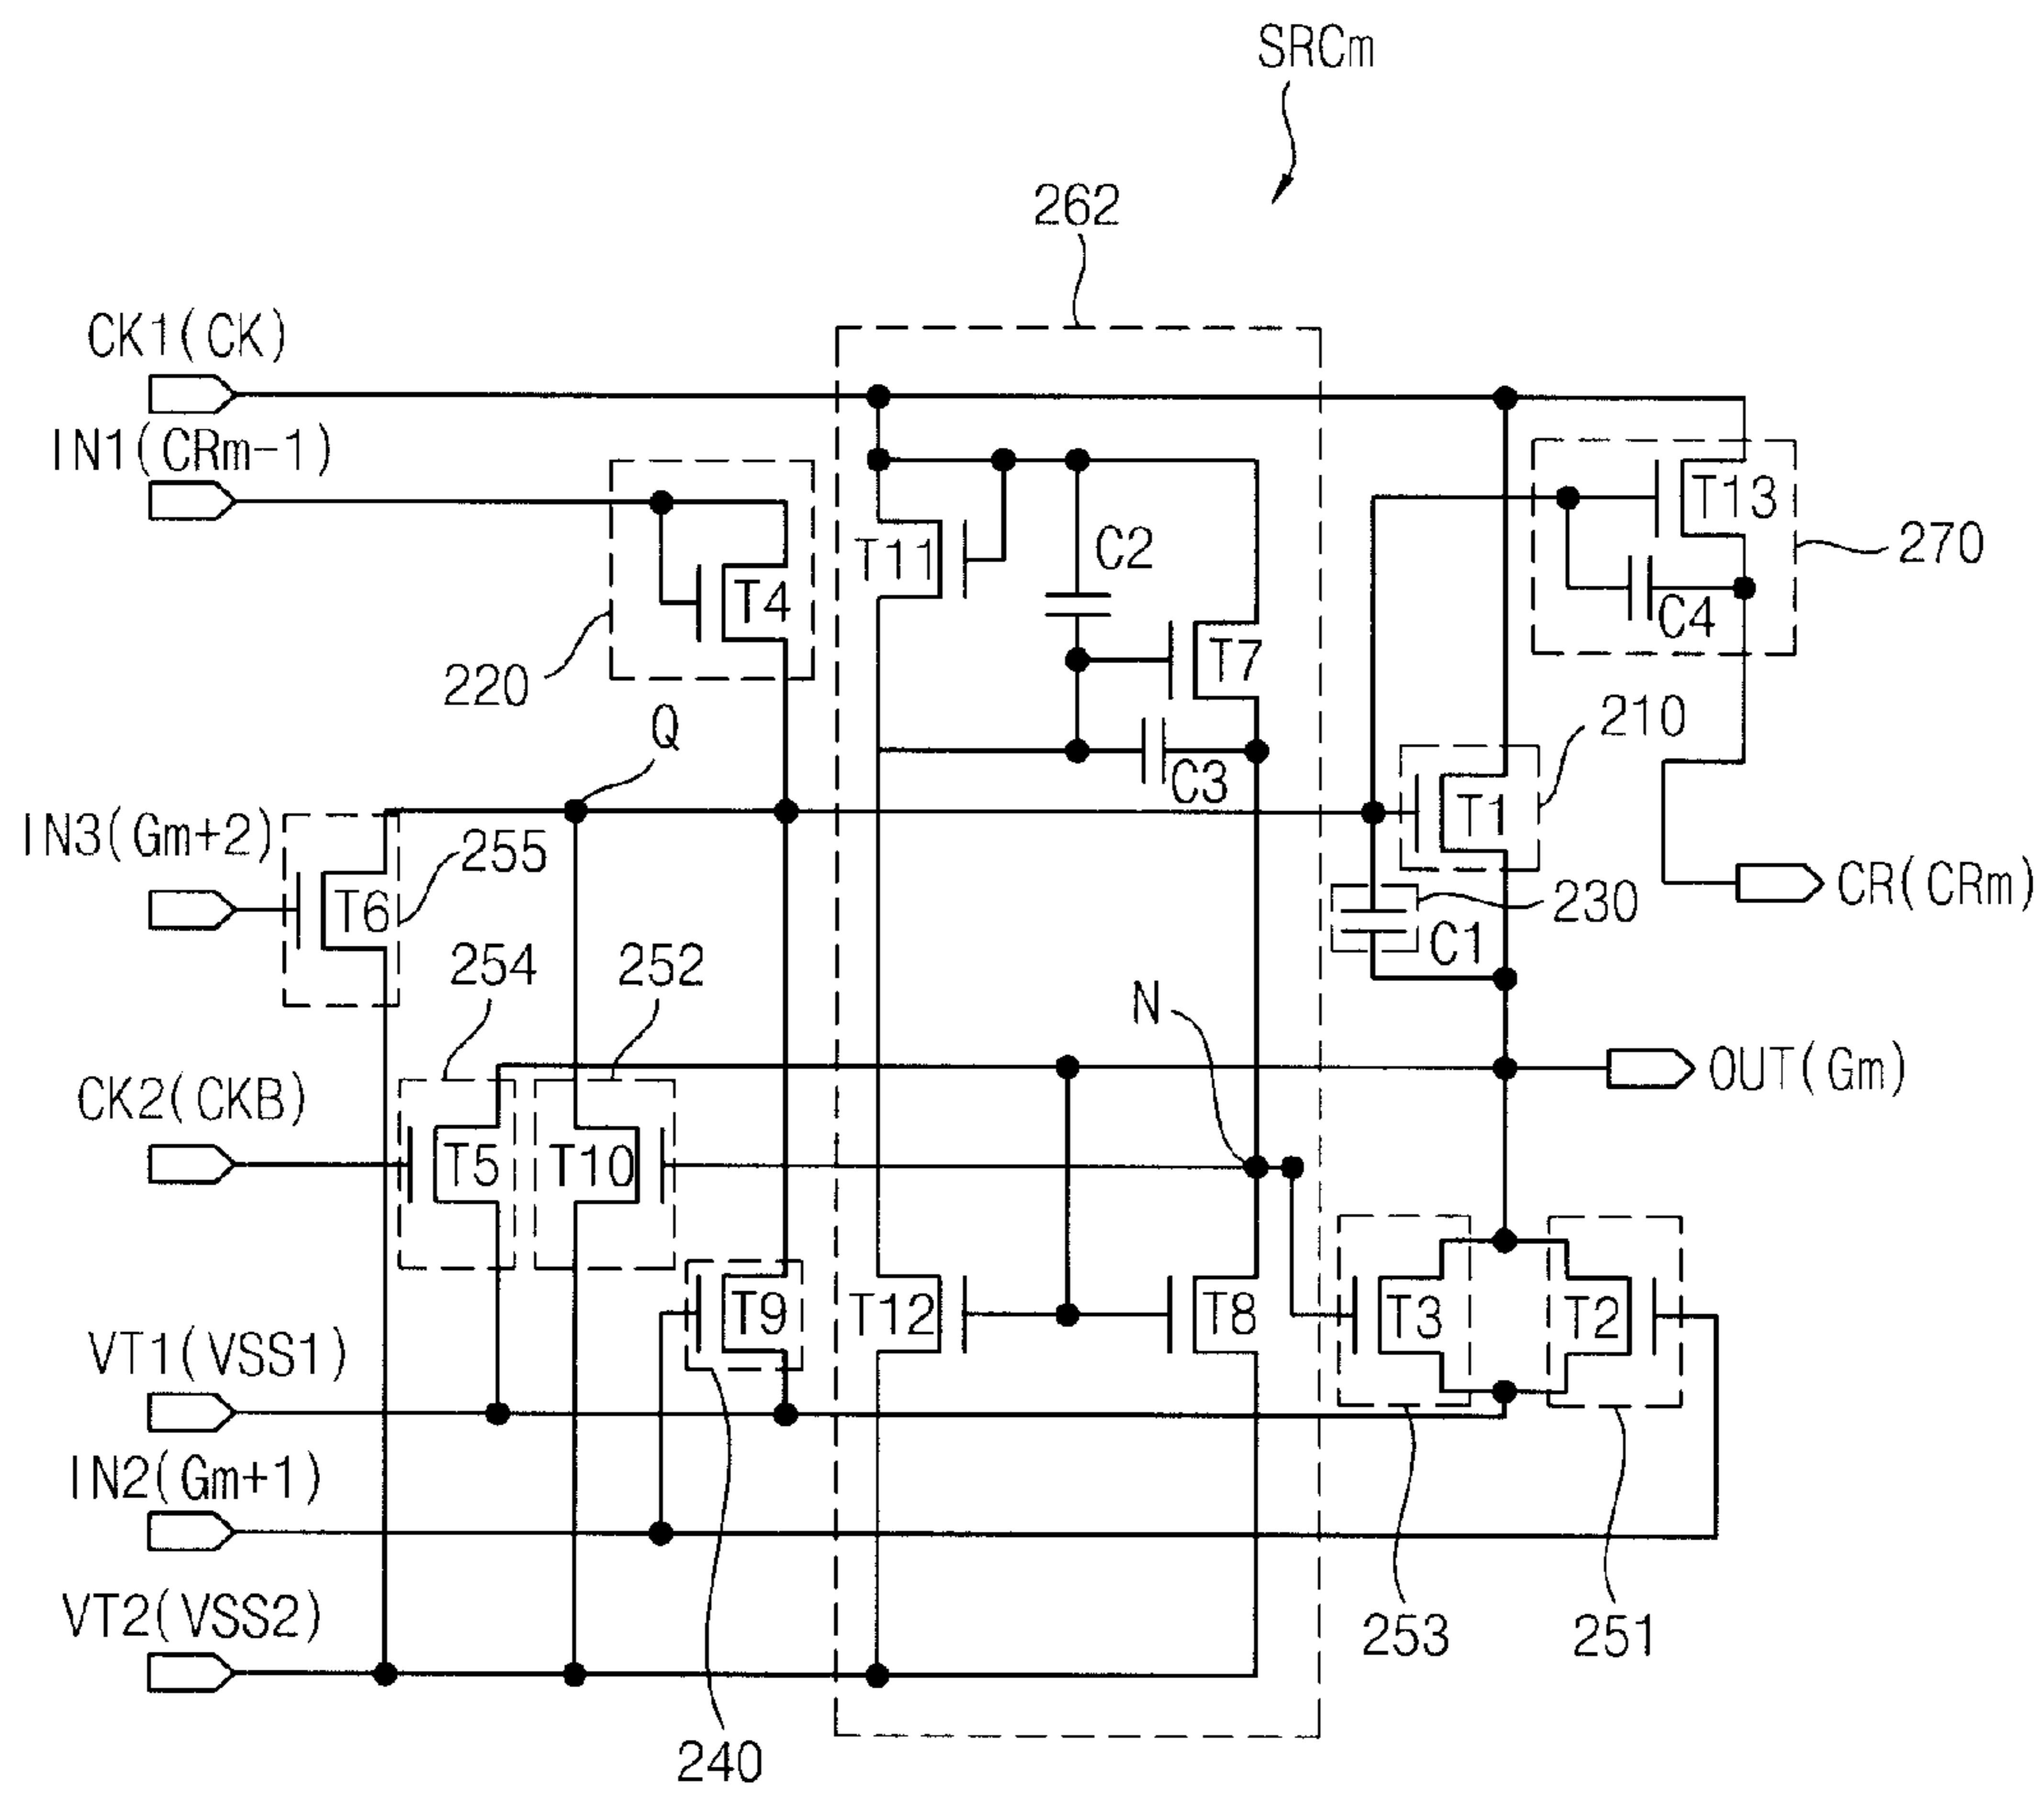 SRCm
262
CK1(CK)
IN1(CRm-1)
T13
T11
C2
270
T4
C4
T7
220
210
Q
C3
T1
IN3(Gm+2)
255
T6
CR(CRm)
230
C1
254
252
N
OUT(Gm)
CK2(CKB)
T5
T10
T9
T12
T8
T3
T2
VT1(VSS1)
IN2(Gm+1)
VT2(VSS2)
253
251
240